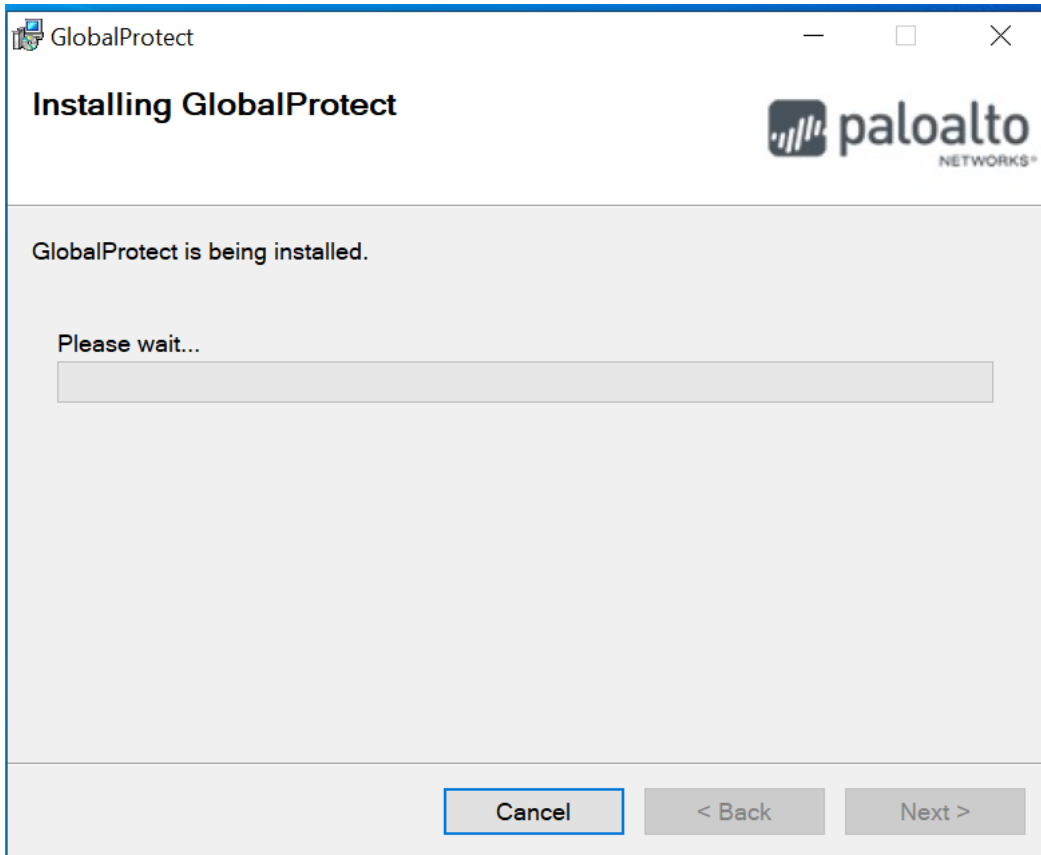 GlobalProtect
Installing GlobalProtect
paloalto
NETWORKS®
GlobalProtect is being installed.
Please wait...
Cancel
< Back
Next >